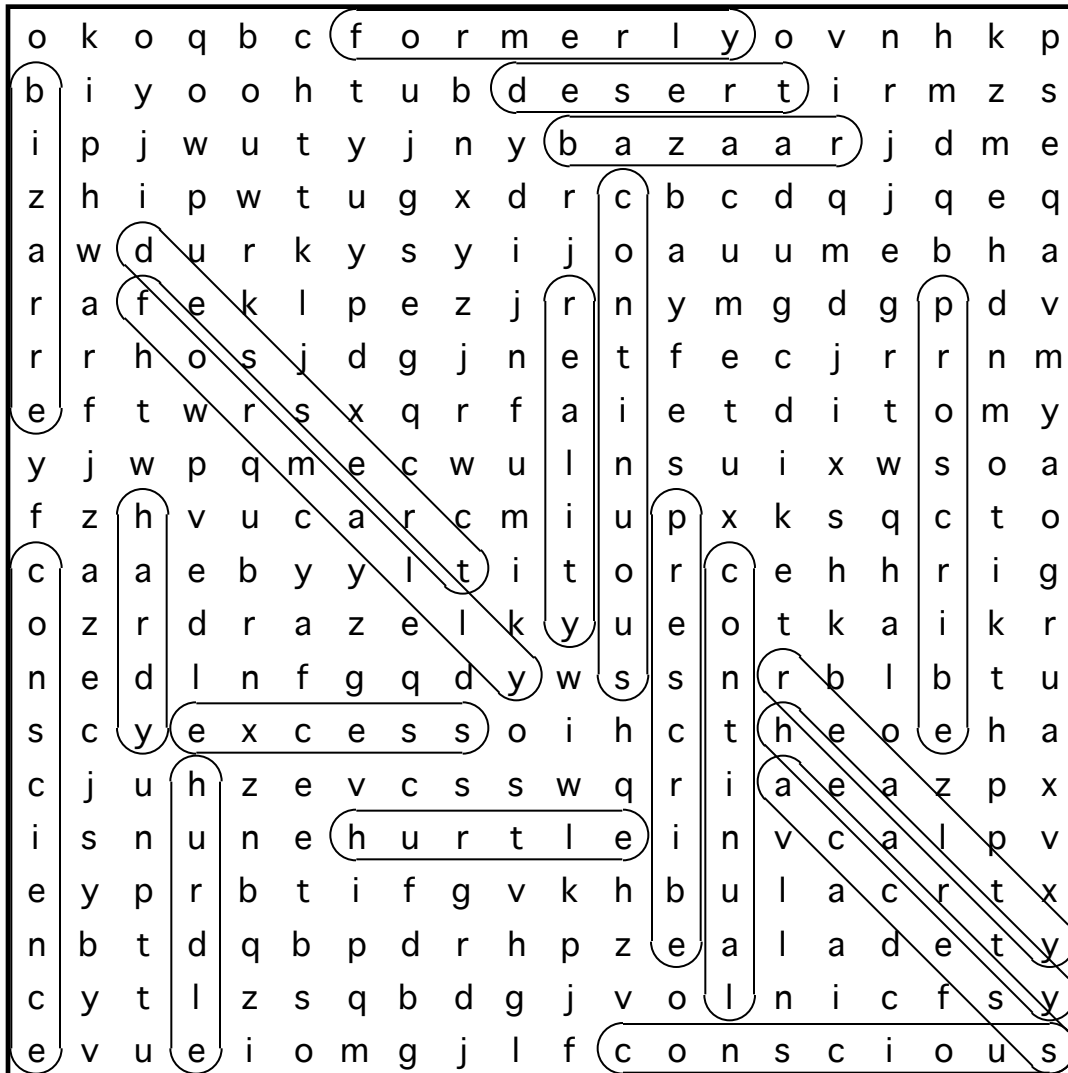 o k o q b c f o r m e r l y o v n h k p
b i y o o h t u b d e s e r t i r m z s
i p j w u t y j n y b a z a a r j d m e
z h i p w t u g x d r c b c d q j q e q
a w d u r k y s y i j o a u u m e b h a
r a f e k l p e z j r n y m g d g p d v
r r h o s j d g j n e t f e c j r r n m
e f t w r s x q r f a i e t d i t o m y
y j w p q m e c w u l n s u i x w s o a
f z h v u c a r c m i u p x k s q c t o
c a a e b y y l t i t o r c e h h r i g
o z r d r a z e l k y u e o t k a i k r
n e d l n f g q d y w s s n r b l b t u
s c y e x c e s s o i h c t h e o e h a
c j u h z e v c s s w q r i a e a z p x
i s n u n e h u r t l e i n v c a l p v
e y p r b t i f g v k h b u l a c r t x
n b t d q b p d r h p z e a l a d e t y
c y t l z s q b d g j v o l n i c f s y
e v u e i o m g j l f c o n s c i o u s